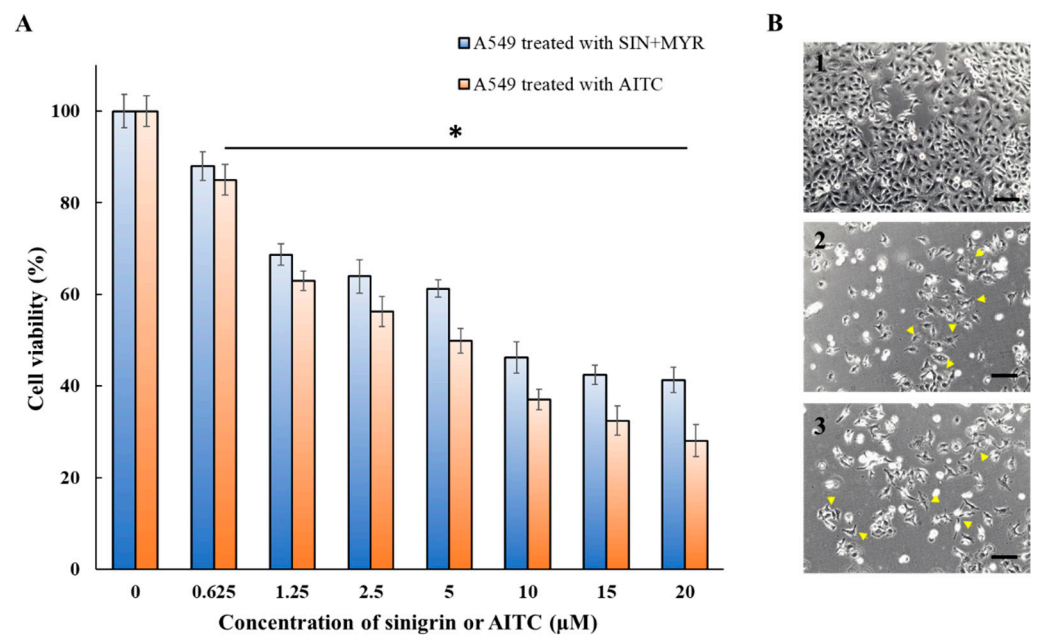 A
B
A549 treated with SIN+MYR
A549 treated with AITC
*
100
80
60
40
20
0
Cell viability (%)
0 0.625 1.25 2.5 5 10 15 20
Concentration of sinigrin or AITC (μM)
1
2
3